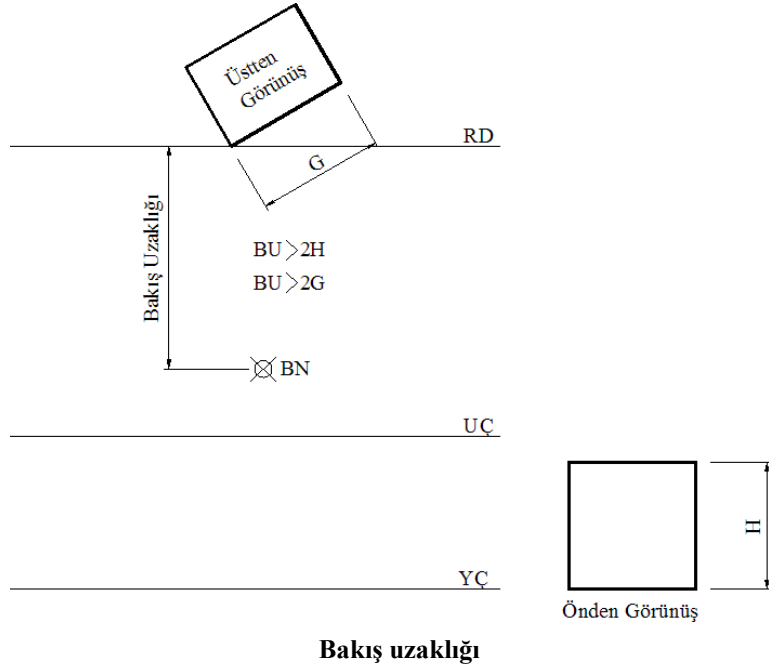 Üstten
Görünüş
RD
G
Bakış Uzaklığı
BU>2H
BU>2G
BN
UÇ
H
YÇ
Önden Görünüş
Bakış uzaklığı